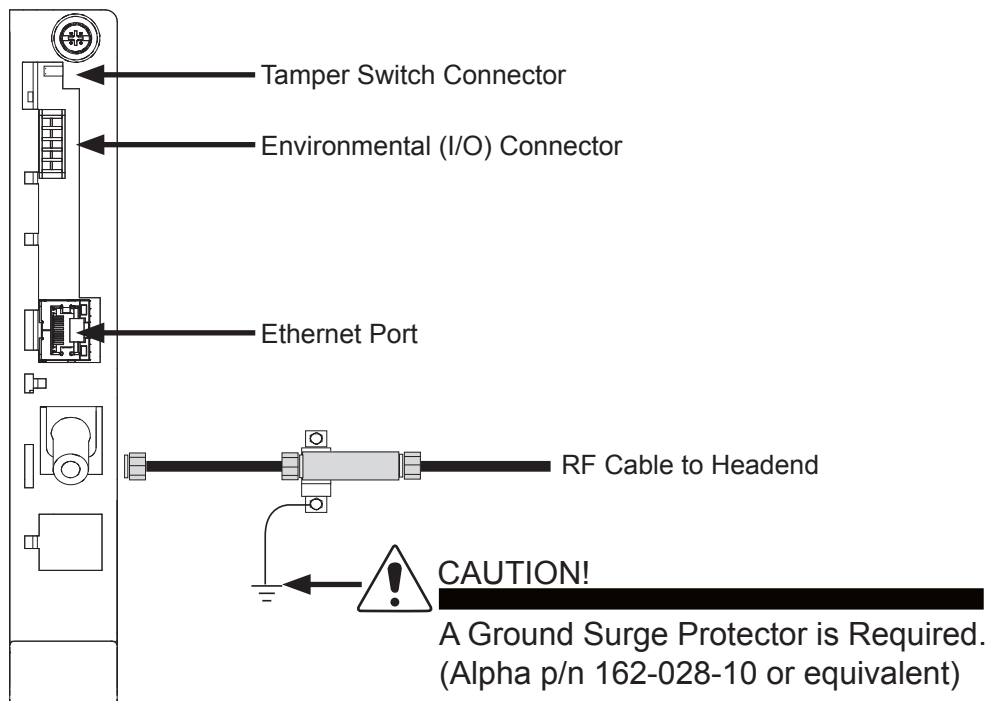 Tamper Switch Connector
Environmental (I/O) Connector
Ethernet Port
RF Cable to Headend
CAUTION!
A Ground Surge Protector is Required.
(Alpha p/n 162-028-10 or equivalent)